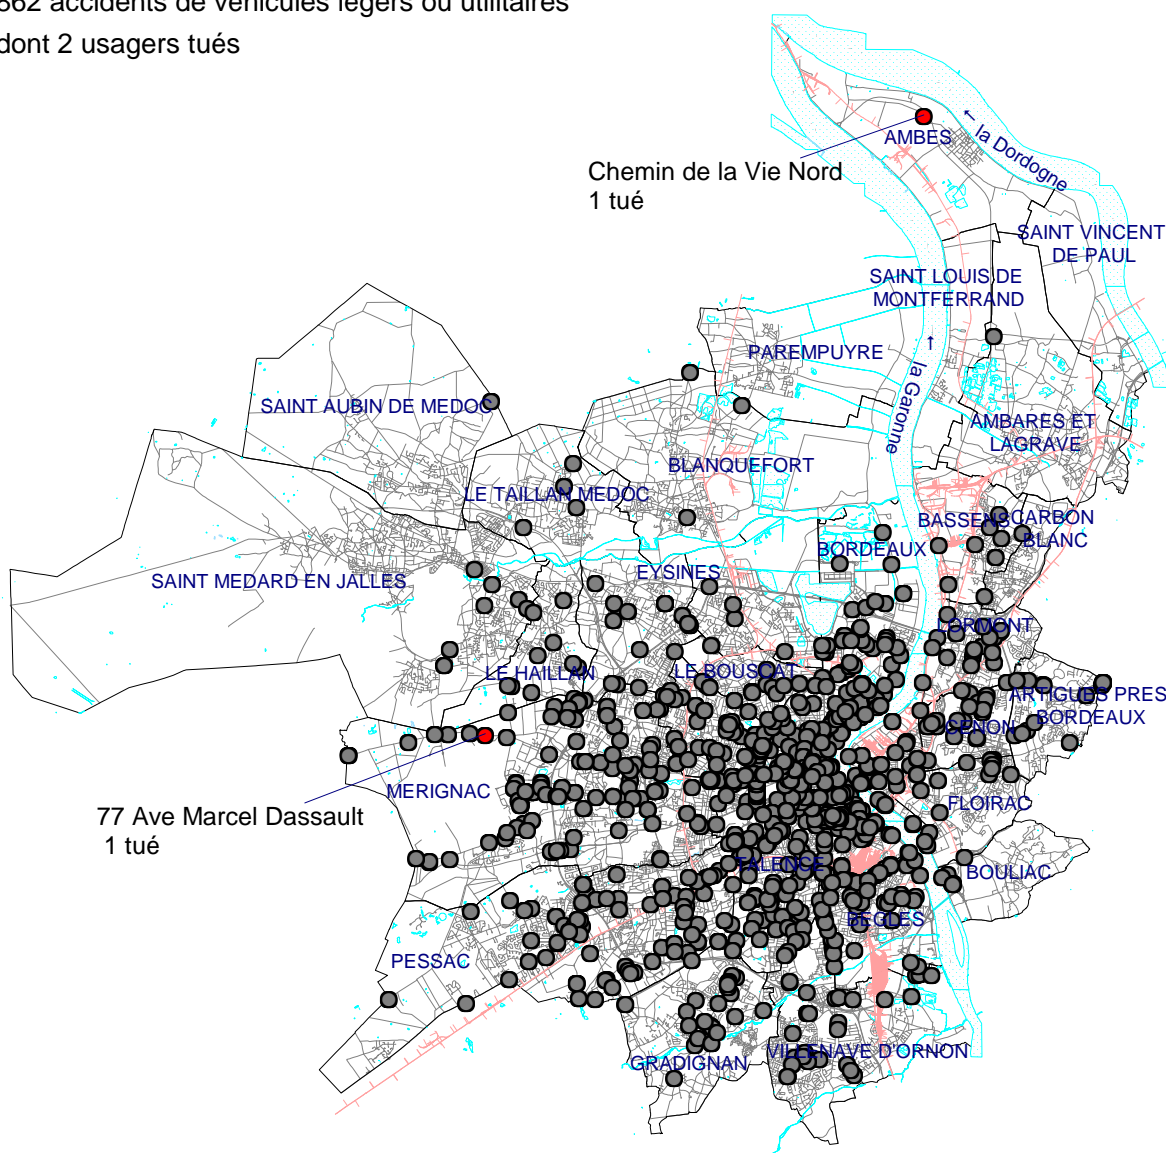 862 accidents de véhicules légers ou utilitaires
dont 2 usagers tués
AMBES
← la Dordogne
Chemin de la Vie Nord
1 tué
SAINT VINCENT
DE PAUL
SAINT LOUIS DE
MONTFERRAND
PAREMPUYRE
← la Garonne
SAINT AUBIN DE MEDOC
AMBARES ET
LAGRAVE
BLANQUEFORT
LE TAILLAN MEDOC
BASSENS
CARBON
BLANC
BORDEAUX
EYSINES
SAINT MEDARD EN JALLES
LORMONT
LE HAILLAN
LE BOUSCAT
ARTIGUES PRES
BORDEAUX
CENON
MERIGNAC
FLOIRAC
77 Ave Marcel Dassault
1 tué
TALENCE
BOULIAC
BEGLES
PESSAC
GRADIGNAN
VILLENAVE D'ORNON